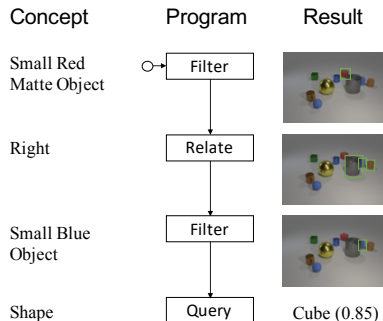 Concept Program Result
Small Red
Matte Object
Filter
Right
Relate
Small Blue
Object
Filter
Shape
Query
Cube (0.85)